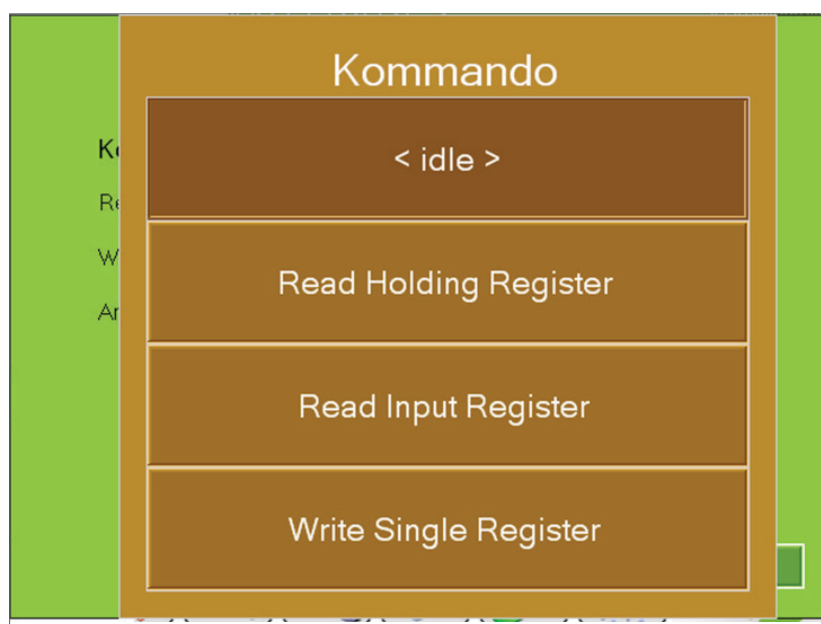 Kommando
< idle >
Read Holding Register
Read Input Register
Write Single Register